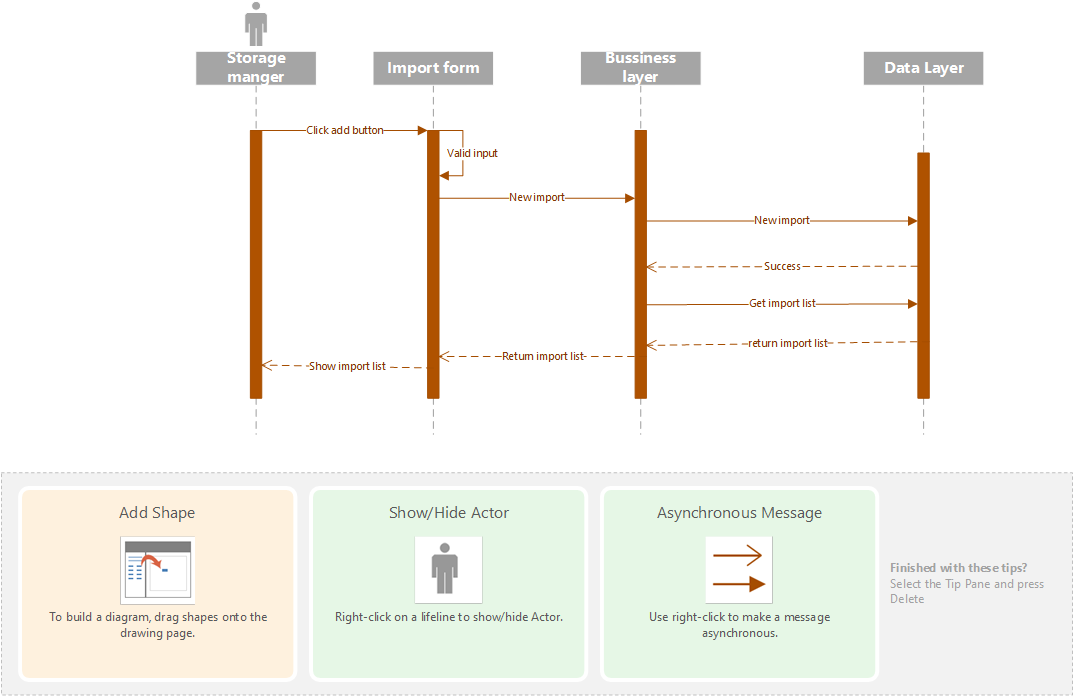 Storage
manger
Import form
Bussiness
layer
Data Layer
Click add button
Valid input
New import
New import
Success
Get import list
return import list
Return import list
Show import list
Add Shape
To build a diagram, drag shapes onto the
drawing page.
Show/Hide Actor
Right-click on a lifeline to show/hide Actor.
Asynchronous Message
Use right-click to make a message
asynchronous.
Finished with these tips?
Select the Tip Pane and press
Delete